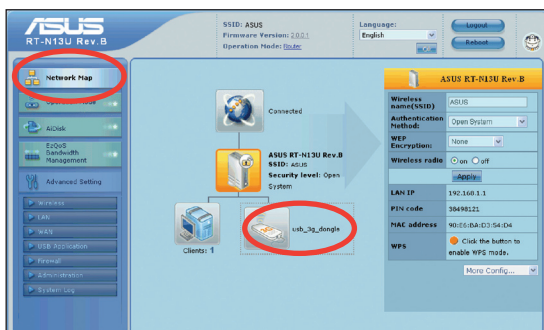 ASUS
RT-N13U Rev.B
SSID: ASUS
Firmware Version: 2.0.0.1
Operation Mode: Router
Language:
English
Logout
Reboot
Network Map
Operation Mode
AiDisk
EzQoS
Bandwidth
Management
Advanced Setting
Wireless
LAN
WAN
USB Application
Firewall
Administration
System Log
Connected
ASUS RT-N13U Rev.B
SSID: ASUS
Security level: Open
System
Clients: 1
usb_3g_dongle
ASUS RT-N13U Rev.B
Wireless
name(SSID)
ASUS
Authentication
Method:
Open System
WEP
Encryption:
None
Wireless radio
on off
Apply
LAN IP
192.168.1.1
PIN code
38498121
MAC address
90:E6:BA:D3:54:D4
WPS
Click the button to
enable WPS mode.
More Config...